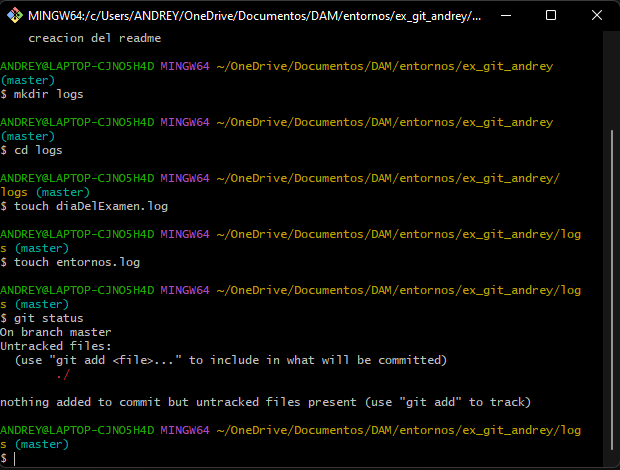 MINGW64:/c/Users/ANDREY/OneDrive/Documentos/DAM/entornos/ex_git_andrey/...
creacion del readme
ANDREY@LAPTOP-CJNO5H4D MINGW64 ~/OneDrive/Documentos/DAM/entornos/ex_git_andrey
(master)
$ mkdir logs
ANDREY@LAPTOP-CJNO5H4D MINGW64 ~/OneDrive/Documentos/DAM/entornos/ex_git_andrey
(master)
$ cd logs
ANDREY@LAPTOP-CJNO5H4D MINGW64 ~/OneDrive/Documentos/DAM/entornos/ex_git_andrey/
logs (master)
$ touch diaDelExamen.log
ANDREY@LAPTOP-CJNO5H4D MINGW64 ~/OneDrive/Documentos/DAM/entornos/ex_git_andrey/log
s (master)
$ touch entornos.log
ANDREY@LAPTOP-CJNO5H4D MINGW64 ~/OneDrive/Documentos/DAM/entornos/ex_git_andrey/log
s (master)
$ git status
On branch master
Untracked files:
(use "git add <file>..." to include in what will be committed)
./
nothing added to commit but untracked files present (use "git add" to track)
ANDREY@LAPTOP-CJNO5H4D MINGW64 ~/OneDrive/Documentos/DAM/entornos/ex_git_andrey/log
s (master)
$